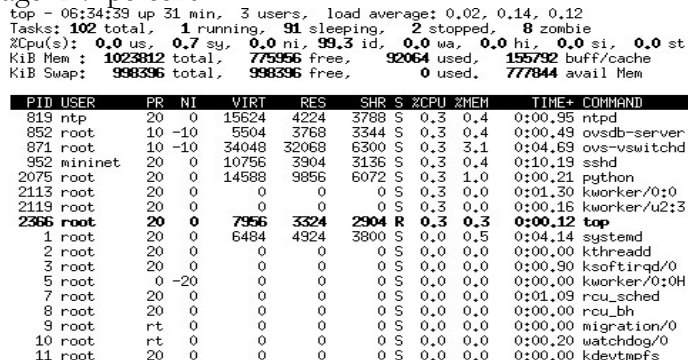 top - 06:34:39 up 31 min,  3 users,  load average: 0.02, 0.14, 0.12
Tasks: 102 total,   1 running,  91 sleeping,   2 stopped,   8 zombie
%Cpu(s):  0.0 us,  0.7 sy,  0.0 ni, 99.3 id,  0.0 wa,  0.0 hi,  0.0 si,  0.0 st
KiB Mem :  1023812 total,   775956 free,    92064 used,   155792 buff/cache
KiB Swap:   998396 total,   998396 free,        0 used.   777844 avail Mem
PID USER      PR  NI    VIRT    RES    SHR S %CPU %MEM     TIME+ COMMAND
819 ntp       20   0   15624   4224   3788 S  0.3  0.4   0:00.95 ntpd
852 root      10 -10    5504   3768   3344 S  0.3  0.4   0:00.49 ovsdb-server
871 root      10 -10   34048  32068   6300 S  0.3  3.1   0:04.69 ovs-vswitchd
952 mininet   20   0   10756   3904   3136 S  0.3  0.4   0:10.19 sshd
2075 root      20   0   14588   9856   6072 S  0.3  1.0   0:00.21 python
2113 root      20   0       0      0      0 S  0.3  0.0   0:01.30 kworker/0:0
2119 root      20   0       0      0      0 S  0.3  0.0   0:00.16 kworker/u2:3
2366 root      20   0    7956   3324   2904 R  0.3  0.3   0:00.12 top
1 root      20   0    6484   4924   3800 S  0.0  0.5   0:04.14 systemd
2 root      20   0       0      0      0 S  0.0  0.0   0:00.00 kthreadd
3 root      20   0       0      0      0 S  0.0  0.0   0:00.90 ksoftirqd/0
5 root       0 -20       0      0      0 S  0.0  0.0   0:00.00 kworker/0:0H
7 root      20   0       0      0      0 S  0.0  0.0   0:01.09 rcu_sched
8 root      20   0       0      0      0 S  0.0  0.0   0:00.00 rcu_bh
9 root      rt   0       0      0      0 S  0.0  0.0   0:00.00 migration/0
10 root      rt   0       0      0      0 S  0.0  0.0   0:00.20 watchdog/0
11 root      20   0       0      0      0 S  0.0  0.0   0:00.00 kdevtmpfs